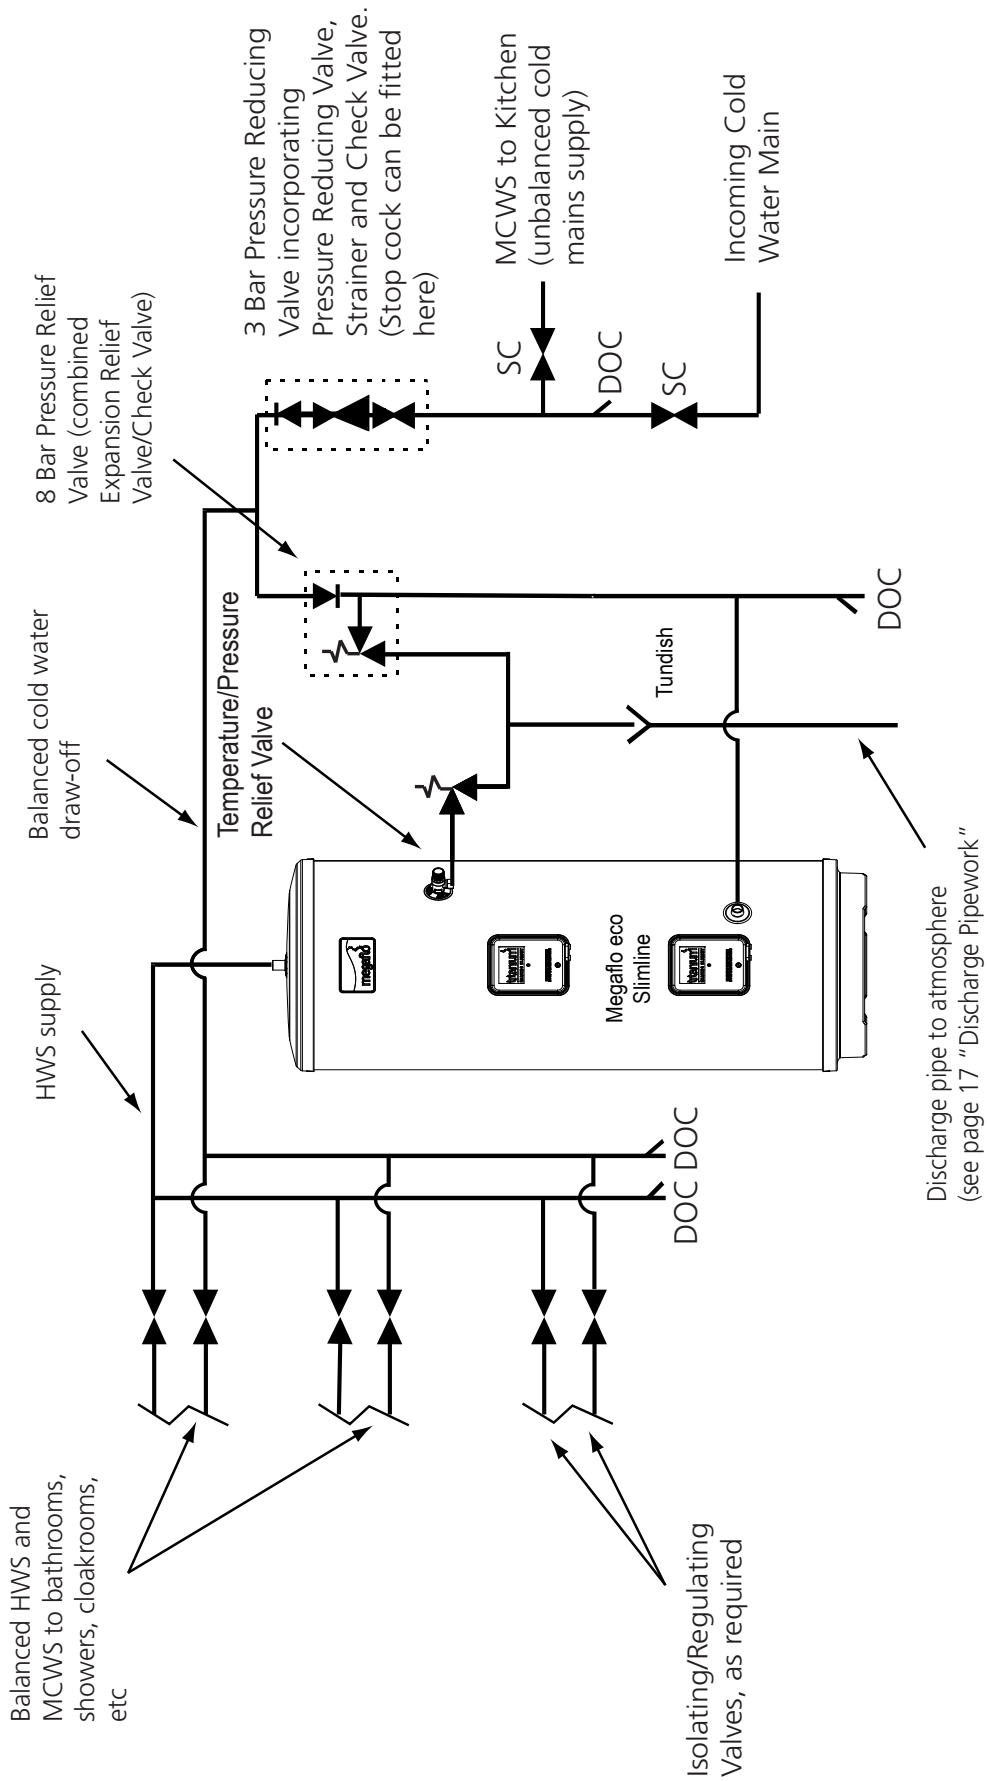 Balanced HWS and
MCWS to bathrooms,
showers, cloakrooms,
etc
HWS supply
Balanced cold water
draw-off
8 Bar Pressure Relief
Valve (combined
Expansion Relief
Valve/Check Valve)
3 Bar Pressure Reducing
Valve incorporating
Pressure Reducing Valve,
Strainer and Check Valve.
(Stop cock can be fitted
here)
Temperature/Pressure
Relief Valve
MCWS to Kitchen
(unbalanced cold
mains supply)
SC
DOC
SC
Incoming Cold
Water Main
megaflo
titanium
Megaflo eco
Slimline
titanium
Tundish
DOC
DOC
DOC
Isolating/Regulating
Valves, as required
Discharge pipe to atmosphere
(see page 17 “Discharge Pipework”